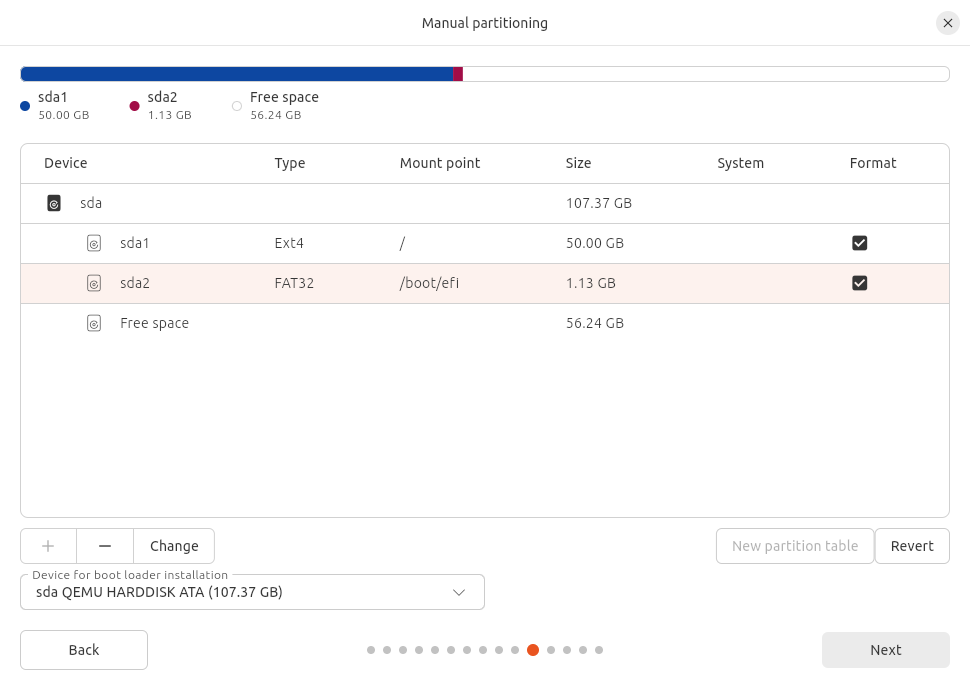 Manual partitioning
sda1 sda2 Free space
50.00 GB 1.13 GB 56.24 GB
Device Type Mount point Size System Format
sda 107.37 GB
sda1 Ext4 / 50.00 GB
sda2 FAT32 /boot/efi 1.13 GB
Free space 56.24 GB
Change New partition table Revert
Device for boot loader installation
sda QEMU HARDDISK ATA (107.37 GB)
Back Next